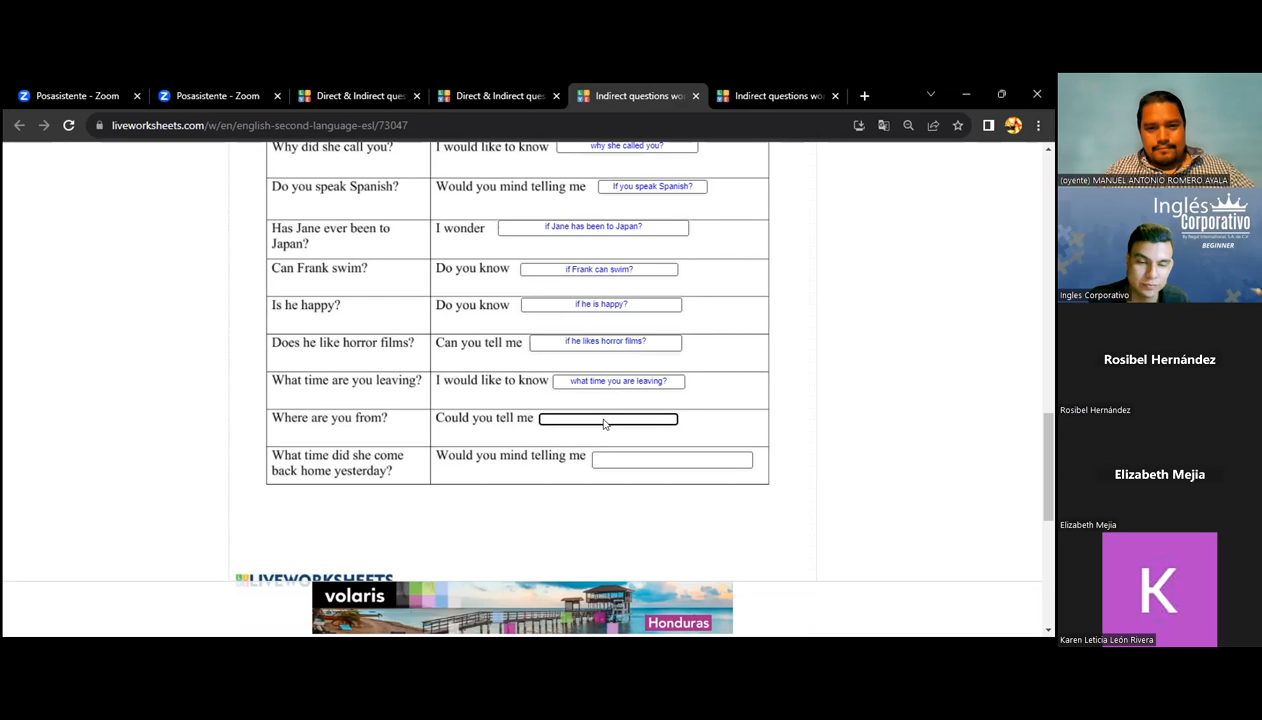 Posasistente - Zoom
Posasistente - Zoom
Direct & Indirect quest
Direct & Indirect quest
Indirect questions wo
Indirect questions wo
liveworksheets.com/w/en/english-second-language-esl/73047
Why did she call you?
I would like to know
why she called you?
Do you speak Spanish?
Would you mind telling me
If you speak Spanish?
Has Jane ever been to
Japan?
I wonder
if Jane has been to Japan?
Can Frank swim?
Do you know
if Frank can swim?
Is he happy?
Do you know
if he is happy?
Does he like horror films?
Can you tell me
if he likes horror films?
What time are you leaving?
I would like to know
what time you are leaving?
Where are you from?
Could you tell me
What time did she come
back home yesterday?
Would you mind telling me
LIVEWORKSHEETS
volaris
Honduras
(oyente) MANUEL ANTONIO ROMERO AYALA
Inglés
Corporativo
By Regal International, S.A. de C.V.
BEGINNER
Ingles Corporativo
Rosibel Hernández
Rosibel Hernández
Elizabeth Mejia
Elizabeth Mejia
K
Karen Leticia León Rivera